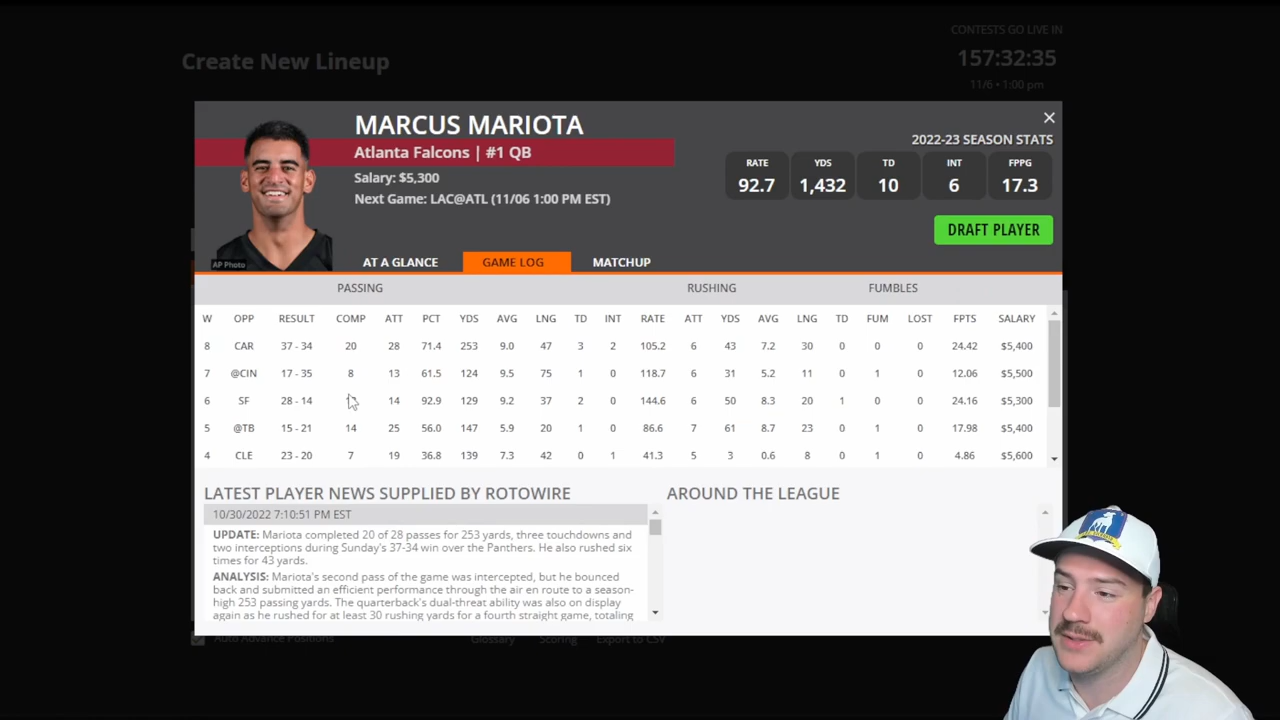 Create New Lineup
CONTESTS GO LIVE IN
157:32:35
11/6 • 1:00 pm
MARCUS MARIOTA
Atlanta Falcons | #1 QB
Salary: $5,300
Next Game: LAC@ATL (11/06 1:00 PM EST)
2022-23 SEASON STATS
RATE YDS TD INT FPPG
92.7 1,432 10 6 17.3
DRAFT PLAYER
AP Photo
AT A GLANCE GAME LOG MATCHUP
PASSING RUSHING FUMBLES
W OPP RESULT COMP ATT PCT YDS AVG LNG TD INT RATE ATT YDS AVG LNG TD FUM LOST FPTS SALARY
8 CAR 37 - 34 20 28 71.4 253 9.0 47 3 2 105.2 6 43 7.2 30 0 0 0 24.42 $5,400
7 @CIN 17 - 35 8 13 61.5 124 9.5 75 1 0 118.7 6 31 5.2 11 0 1 0 12.06 $5,500
6 SF 28 - 14 14 92.9 129 9.2 37 2 0 144.6 6 50 8.3 20 1 0 0 24.16 $5,300
5 @TB 15 - 21 14 25 56.0 147 5.9 20 1 0 86.6 7 61 8.7 23 0 1 0 17.98 $5,400
4 CLE 23 - 20 7 19 36.8 139 7.3 42 0 1 41.3 5 3 0.6 8 0 1 0 4.86 $5,600
LATEST PLAYER NEWS SUPPLIED BY ROTOWIRE
10/30/2022 7:10:51 PM EST
UPDATE: Mariota completed 20 of 28 passes for 253 yards, three touchdowns and
two interceptions during Sunday's 37-34 win over the Panthers. He also rushed six
times for 43 yards.
ANALYSIS: Mariota's second pass of the game was intercepted, but he bounced
back and submitted an efficient performance through the air en route to a season-
high 253 passing yards. The quarterback's dual-threat ability was also on display
again as he rushed for at least 30 rushing yards for a fourth straight game, totaling
AROUND THE LEAGUE
Auto Advance Positions Glossary Scoring Export to CSV